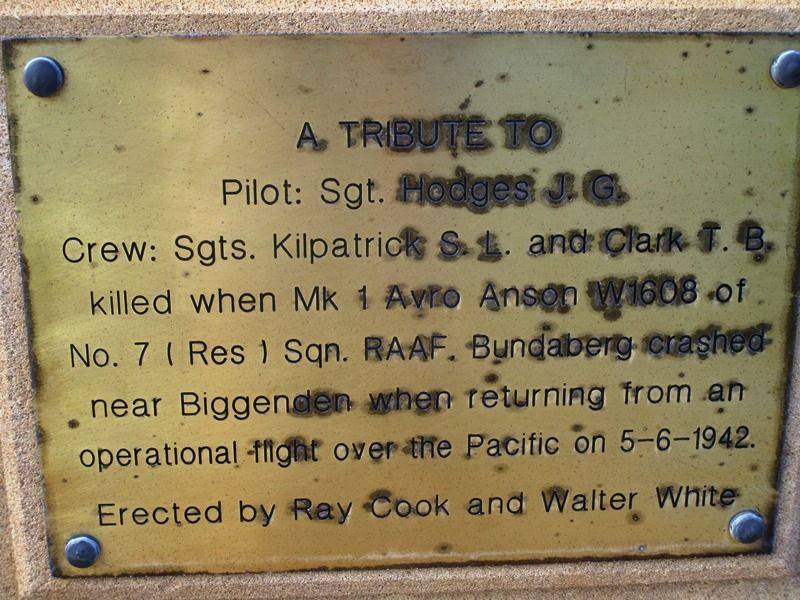 A TRIBUTE TO
Pilot: Sgt. Hodges J. G.
Crew: Sgts. Kilpatrick S. L. and Clark T. B.
killed when Mk 1 Avro Anson W1608 of
No. 7 ( Res ) Sqn. RAAF. Bundaberg crashed
near Biggenden when returning from an
operational flight over the Pacific on 5-6-1942.
Erected by Ray Cook and Walter White